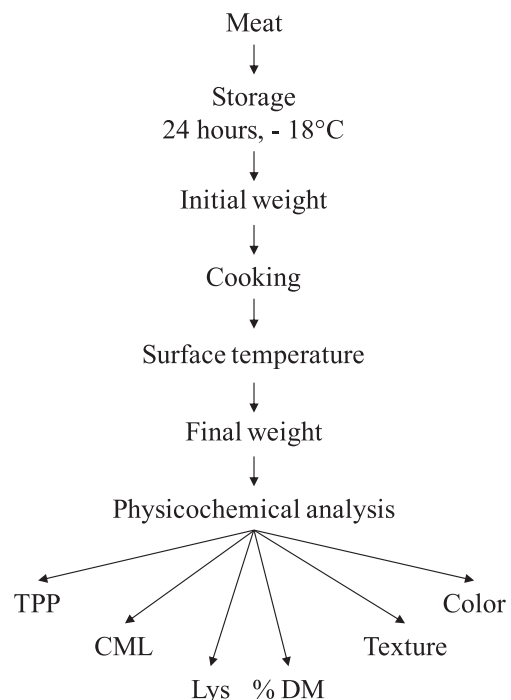 Meat
Storage
24 hours, - 18°C
Initial weight
Cooking
Surface temperature
Final weight
Physicochemical analysis
TPP
Color
CML
Texture
Lys
% DM